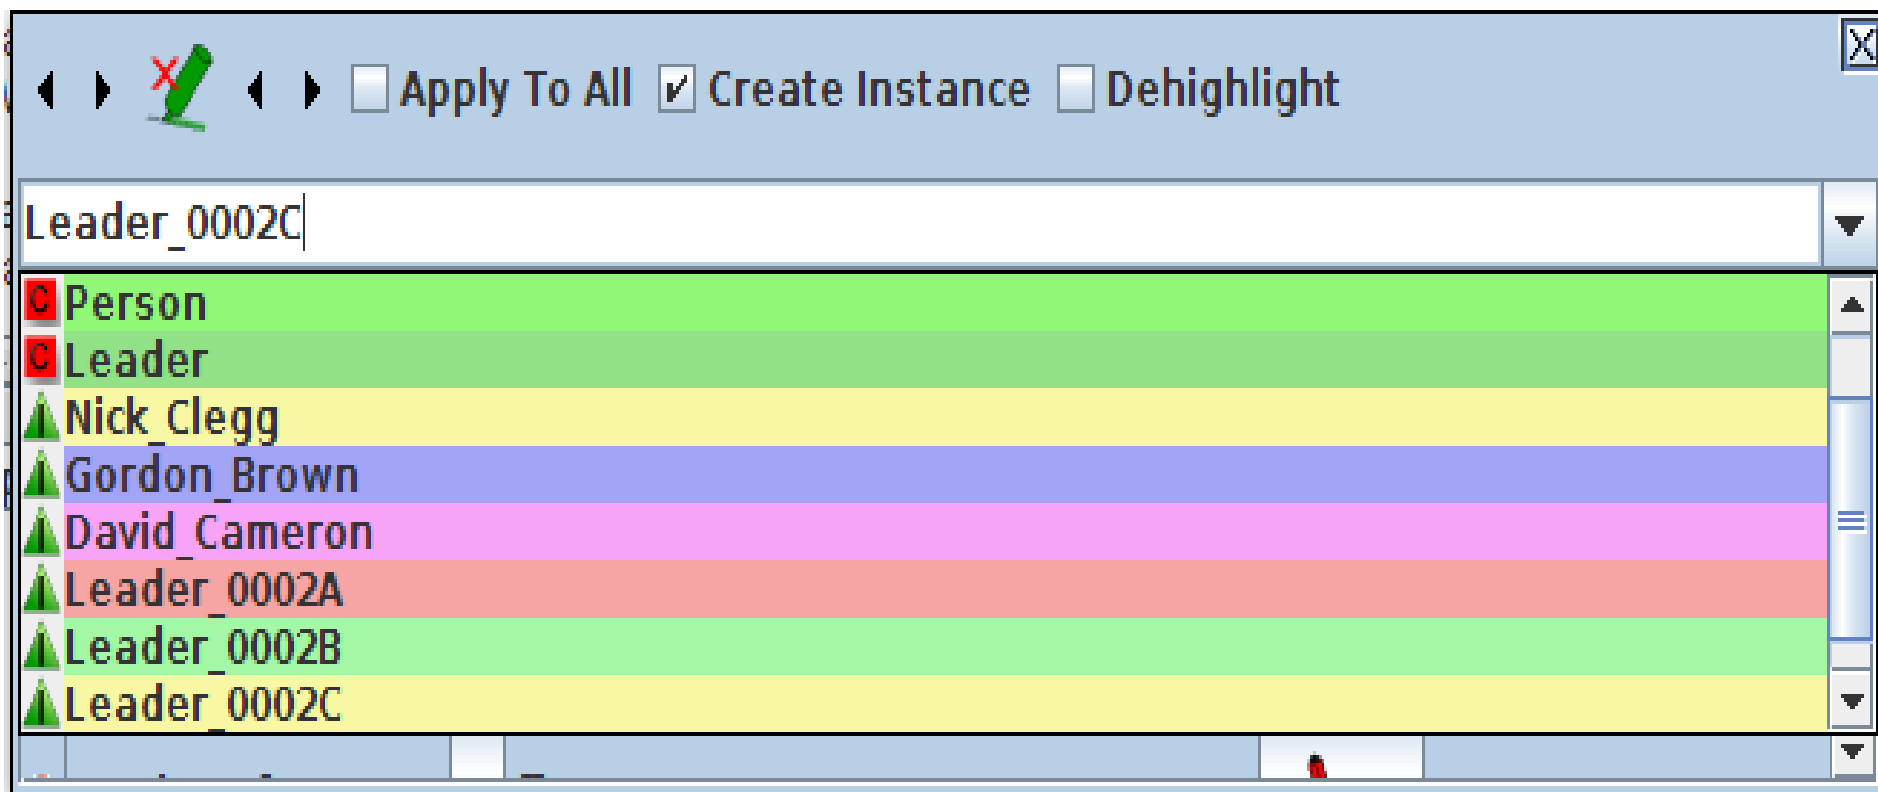 Apply To All Create Instance Dehighlight X
Leader_0002C
C Person
C Leader
Nick_Clegg
Gordon_Brown
David_Cameron
Leader_0002A
Leader_0002B
Leader_0002C